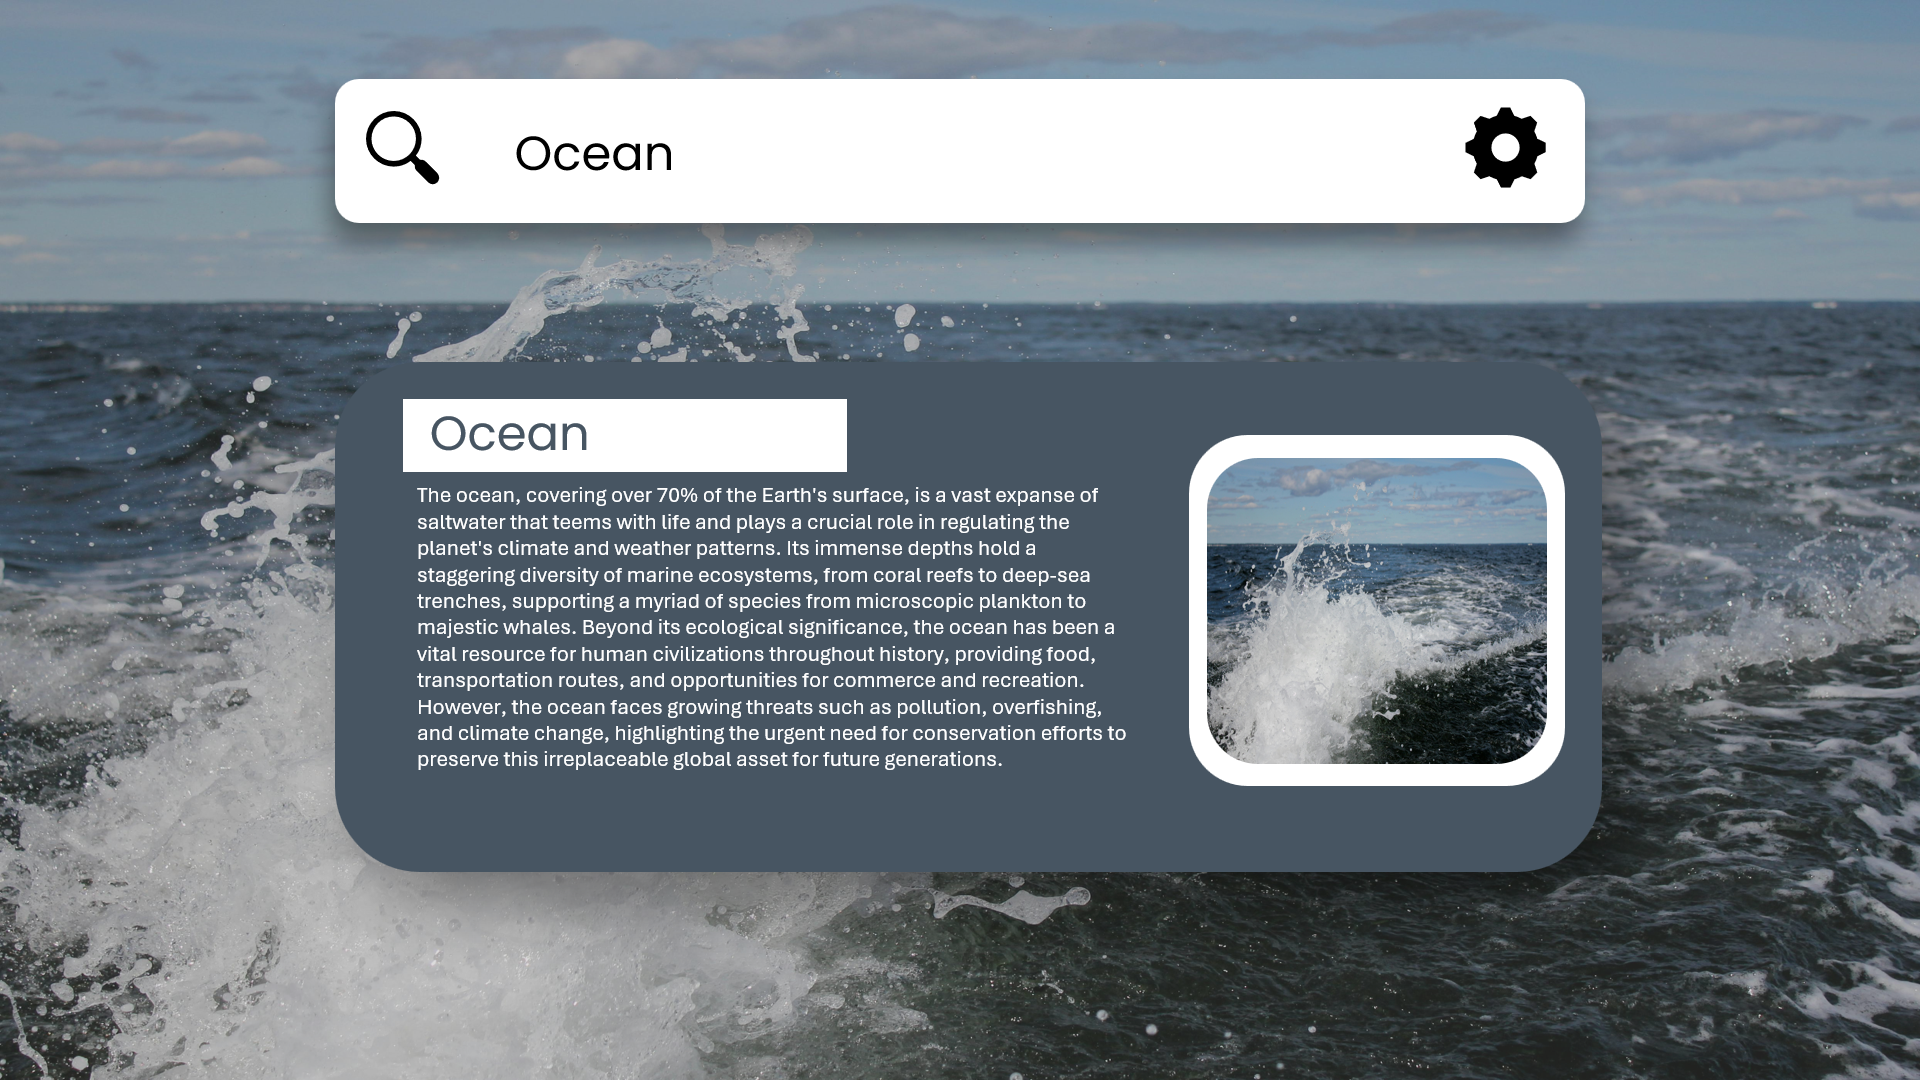 Ocean
Ocean
The ocean, covering over 70% of the Earth's surface, is a vast expanse of
saltwater that teems with life and plays a crucial role in regulating the
planet's climate and weather patterns. Its immense depths hold a
staggering diversity of marine ecosystems, from coral reefs to deep-sea
trenches, supporting a myriad of species from microscopic plankton to
majestic whales. Beyond its ecological significance, the ocean has been a
vital resource for human civilizations throughout history, providing food,
transportation routes, and opportunities for commerce and recreation.
However, the ocean faces growing threats such as pollution, overfishing,
and climate change, highlighting the urgent need for conservation efforts to
preserve this irreplaceable global asset for future generations.